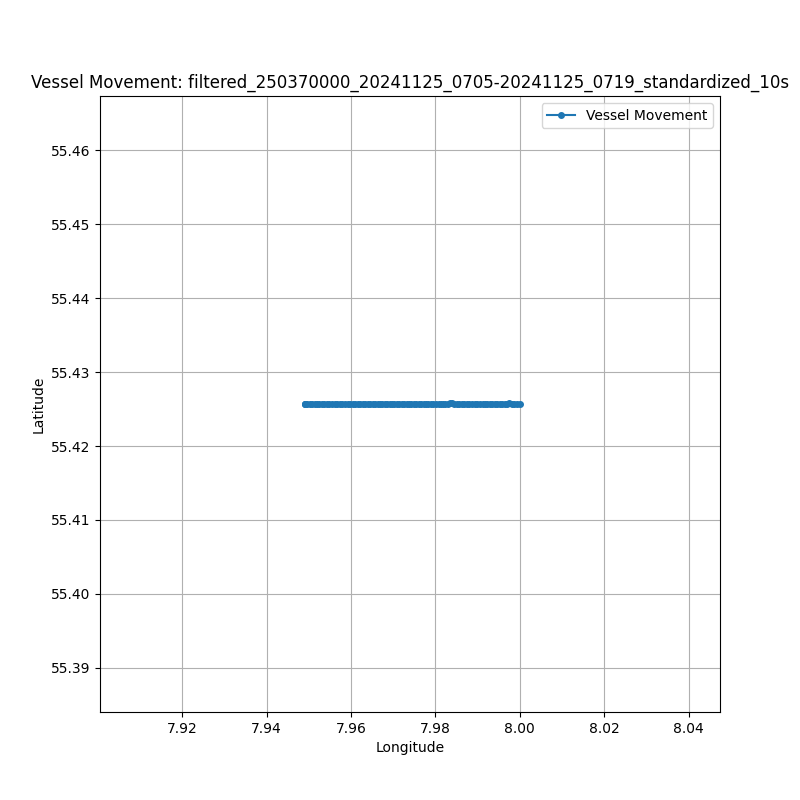 Vessel Movement: filtered_250370000_20241125_0705-20241125_0719_standardized_10s
Vessel Movement
55.46
55.45
55.44
55.43
55.42
55.41
55.40
55.39
Latitude
7.92 7.94 7.96 7.98 8.00 8.02 8.04
Longitude